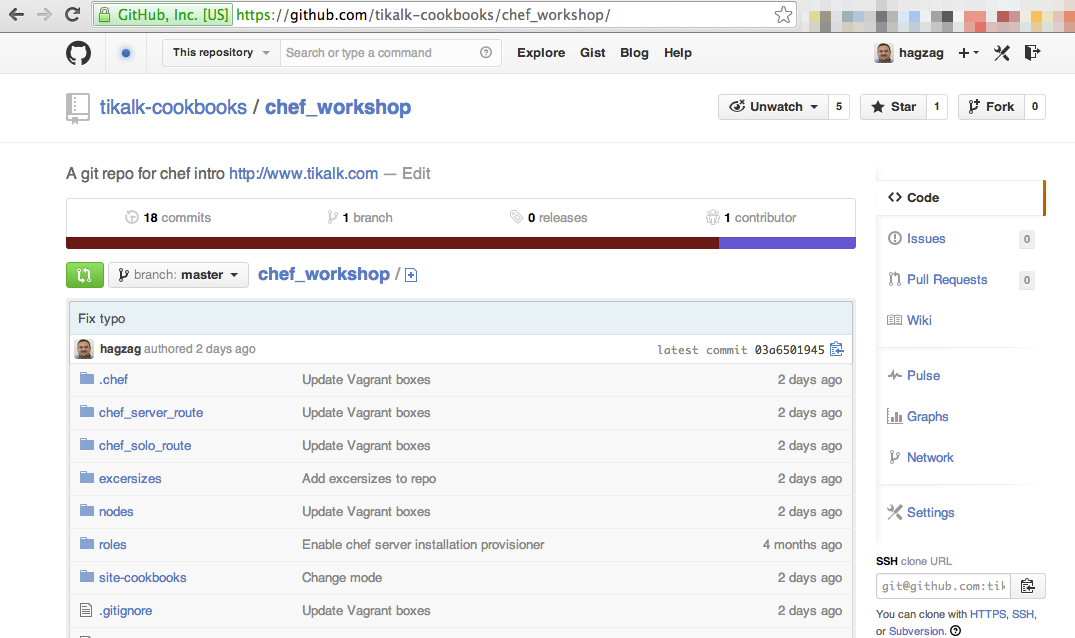 GitHub, Inc. [US] https://github.com/tikalk-cookbooks/chef_workshop/
This repository Search or type a command Explore Gist Blog Help hagzag
tikalk-cookbooks / chef_workshop Unwatch 5 Star 1 Fork 0
A git repo for chef intro http://www.tikalk.com — Edit
18 commits 1 branch 0 releases 1 contributor
branch: master chef_workshop /
Fix typo
hagzag authored 2 days ago latest commit 03a6501945
.chef Update Vagrant boxes 2 days ago
chef_server_route Update Vagrant boxes 2 days ago
chef_solo_route Update Vagrant boxes 2 days ago
excersizes Add excersizes to repo 2 days ago
nodes Update Vagrant boxes 2 days ago
roles Enable chef server installation provisioner 4 months ago
site-cookbooks Change mode 2 days ago
.gitignore Update Vagrant boxes 2 days ago
Code
Issues 0
Pull Requests 0
Wiki
Pulse
Graphs
Network
Settings
SSH clone URL
git@github.com:tik
You can clone with HTTPS, SSH,
or Subversion.